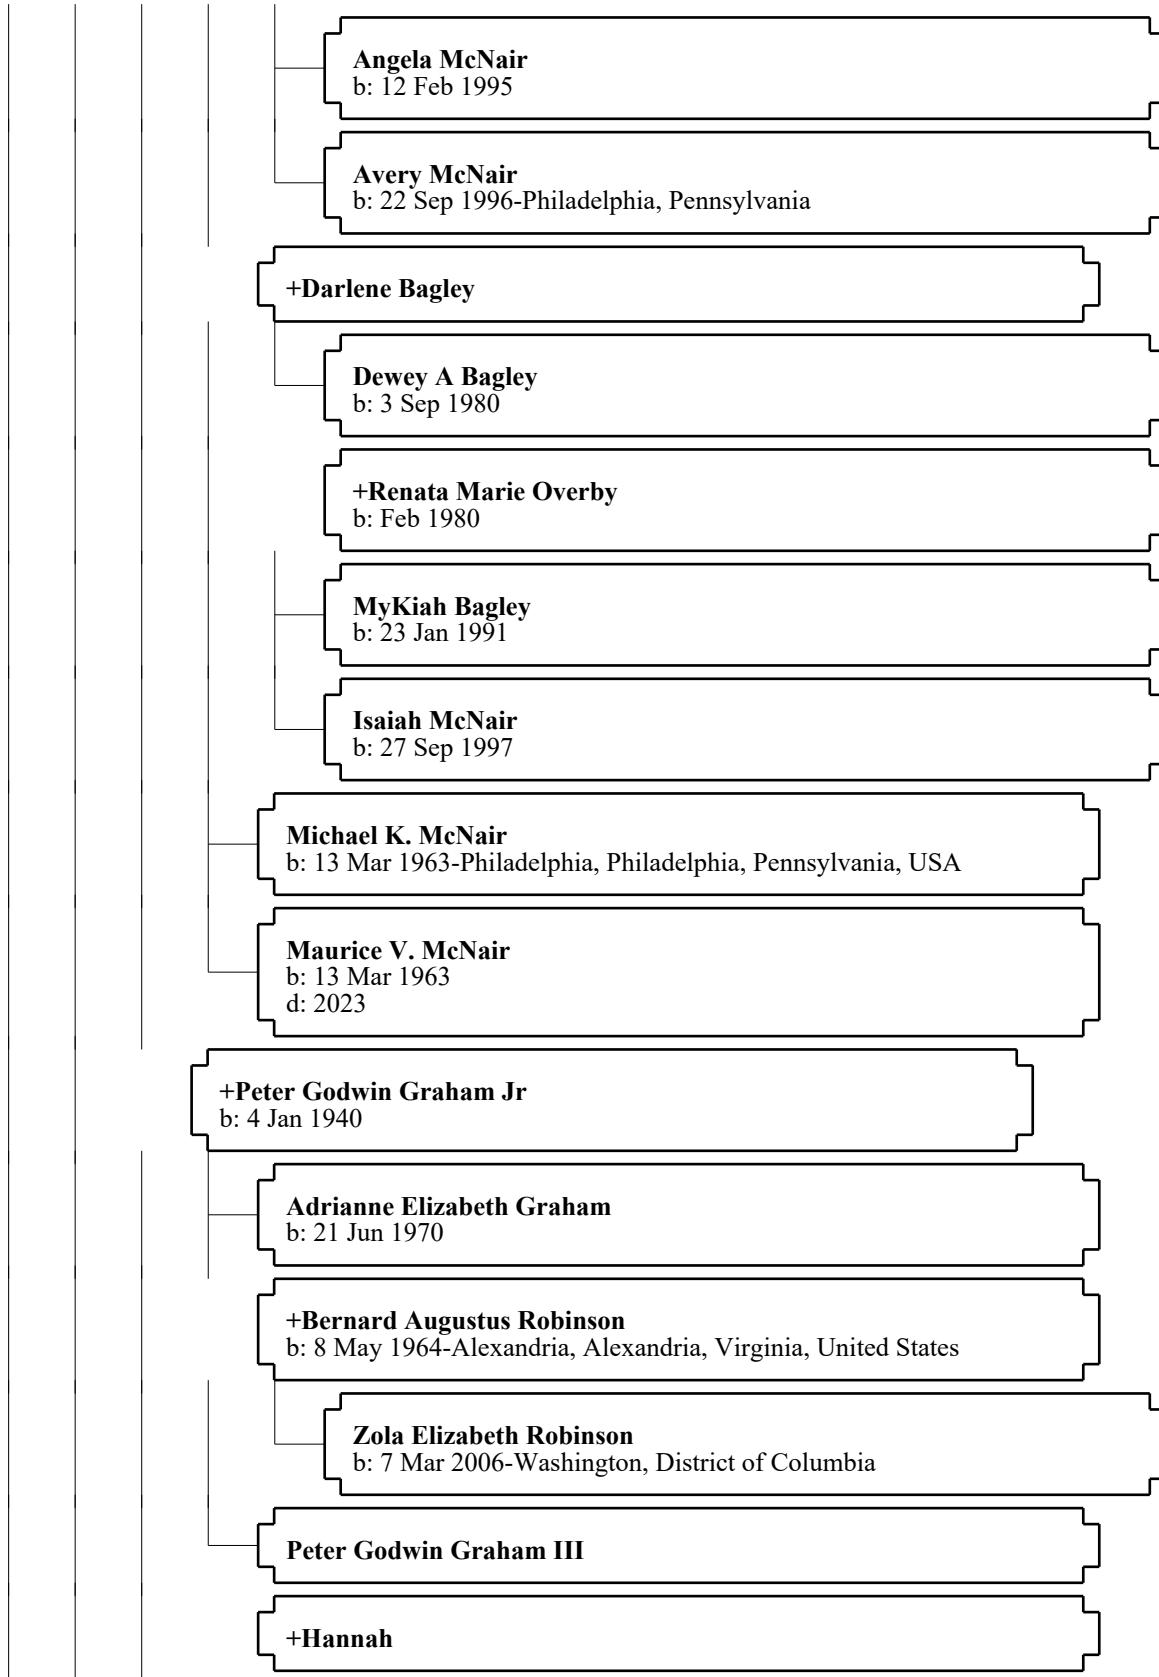 Angela McNair
b: 12 Feb 1995
Avery McNair
b: 22 Sep 1996-Philadelphia, Pennsylvania
+Darlene Bagley
Dewey A Bagley
b: 3 Sep 1980
+Renata Marie Overby
b: Feb 1980
MyKiah Bagley
b: 23 Jan 1991
Isaiah McNair
b: 27 Sep 1997
Michael K. McNair
b: 13 Mar 1963-Philadelphia, Philadelphia, Pennsylvania, USA
Maurice V. McNair
b: 13 Mar 1963
d: 2023
+Peter Godwin Graham Jr
b: 4 Jan 1940
Adrianne Elizabeth Graham
b: 21 Jun 1970
+Bernard Augustus Robinson
b: 8 May 1964-Alexandria, Alexandria, Virginia, United States
Zola Elizabeth Robinson
b: 7 Mar 2006-Washington, District of Columbia
Peter Godwin Graham III
+Hannah